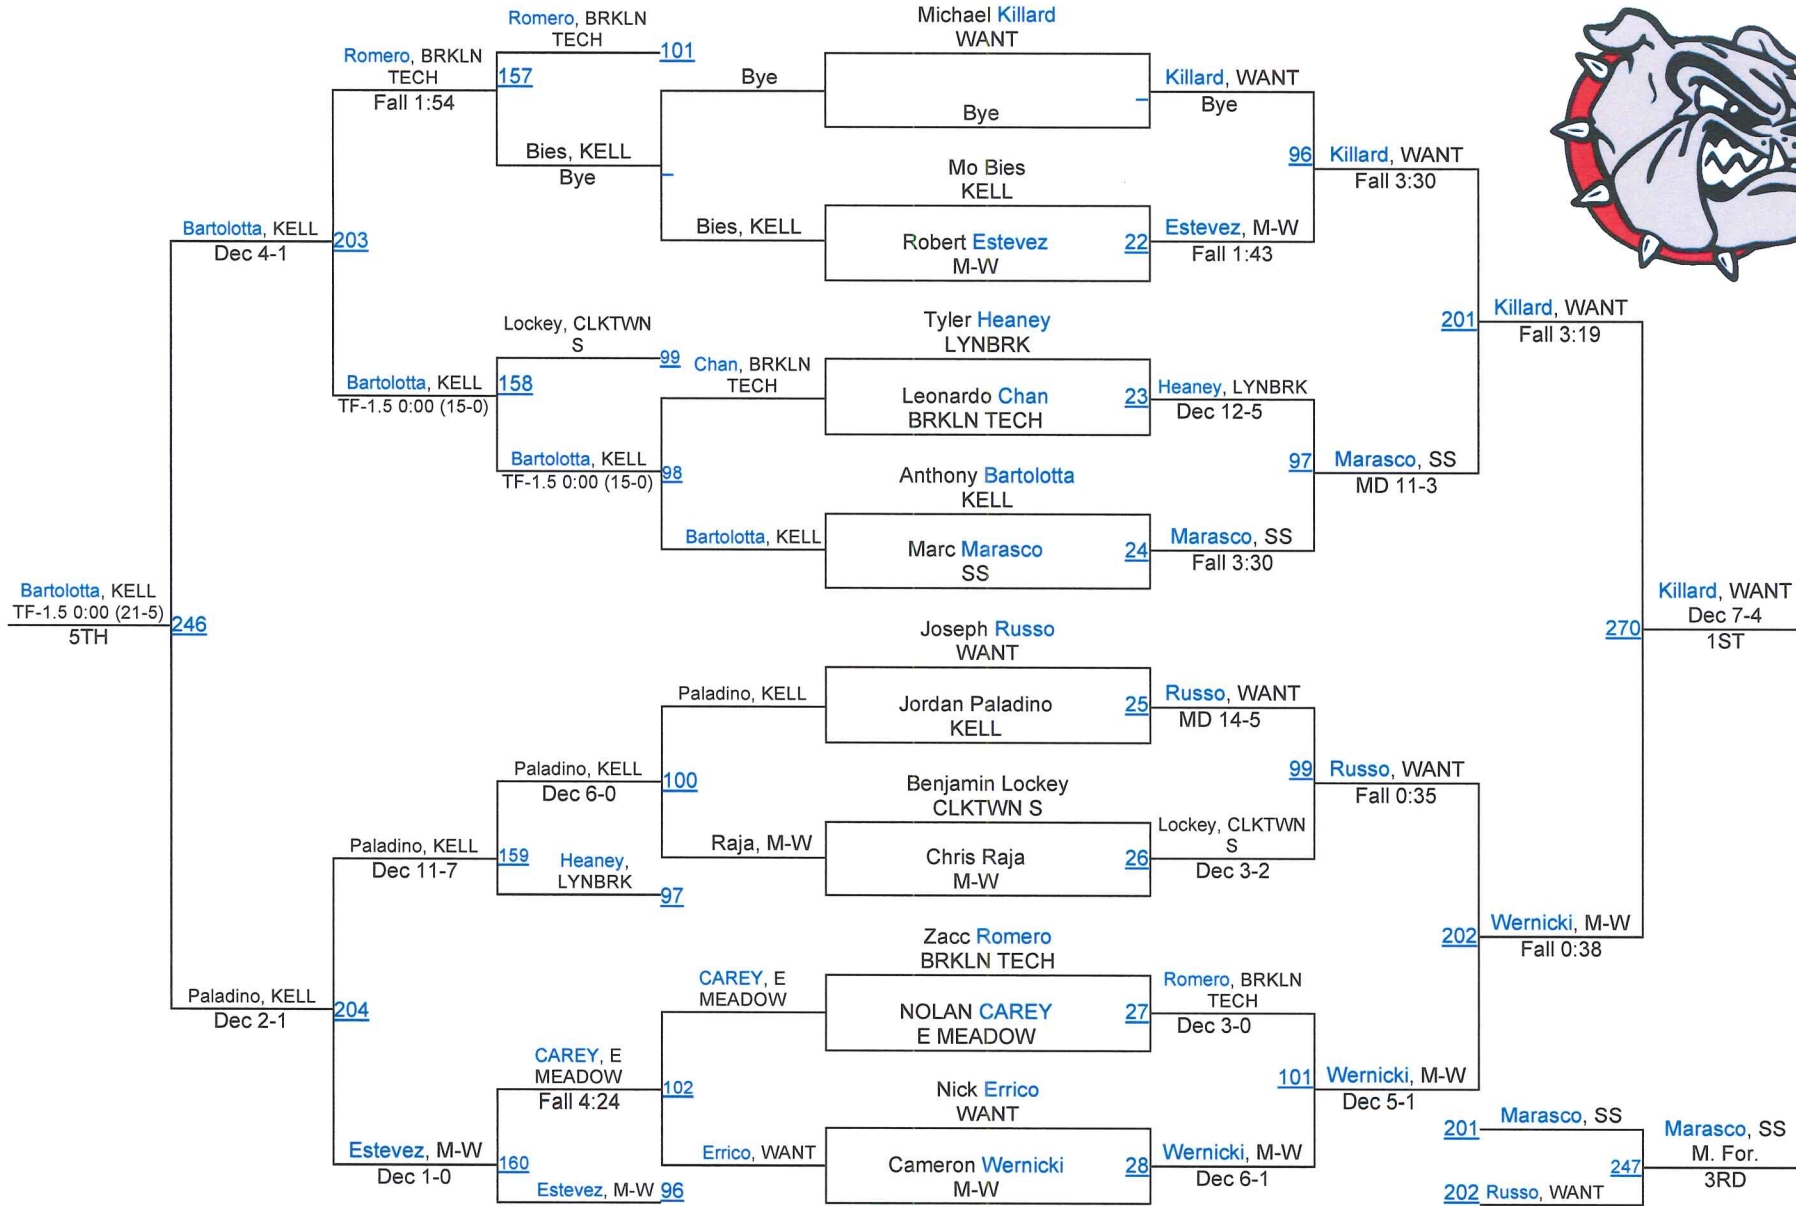 Michael Killard
WANT
Bye
Killard, WANT
Bye
Bye
Mo Bies
KELL
Robert Estevez
M-W
22
Estevez, M-W
Fall 1:43
96
Killard, WANT
Fall 3:30
Tyler Heaney
LYNBRK
Leonardo Chan
BRKLN TECH
23
Heaney, LYNBRK
Dec 12-5
Anthony Bartolotta
KELL
Marc Marasco
SS
24
Marasco, SS
Fall 3:30
97
Marasco, SS
MD 11-3
201
Killard, WANT
Fall 3:19
Joseph Russo
WANT
Jordan Paladino
KELL
25
Russo, WANT
MD 14-5
Benjamin Lockey
CLKTWN S
Chris Raja
M-W
26
Lockey, CLKTWN
S
Dec 3-2
99
Russo, WANT
Fall 0:35
Zacc Romero
BRKLN TECH
NOLAN CAREY
E MEADOW
27
Romero, BRKLN
TECH
Dec 3-0
Nick Errico
WANT
Cameron Wernicki
M-W
28
Wernicki, M-W
Dec 6-1
101
Wernicki, M-W
Dec 5-1
202
Wernicki, M-W
Fall 0:38
270
Killard, WANT
Dec 7-4
1ST
201
Marasco, SS
202
Russo, WANT
247
Marasco, SS
M. For.
3RD
Romero, BRKLN
TECH
101
Bies, KELL
Bies, KELL
Bye
157
Romero, BRKLN
TECH
Fall 1:54
Lockey, CLKTWN
S
99
Chan, BRKLN
TECH
Bartolotta, KELL
98
Bartolotta, KELL
TF-1.5 0:00 (15-0)
158
Bartolotta, KELL
TF-1.5 0:00 (15-0)
203
Bartolotta, KELL
Dec 4-1
Paladino, KELL
Raja, M-W
100
Paladino, KELL
Dec 6-0
Heaney,
LYNBRK
97
159
Paladino, KELL
Dec 11-7
CAREY, E
MEADOW
Errico, WANT
102
CAREY, E
MEADOW
Fall 4:24
Estevez, M-W
96
160
Estevez, M-W
Dec 1-0
204
Paladino, KELL
Dec 2-1
246
Bartolotta, KELL
TF-1.5 0:00 (21-5)
5TH